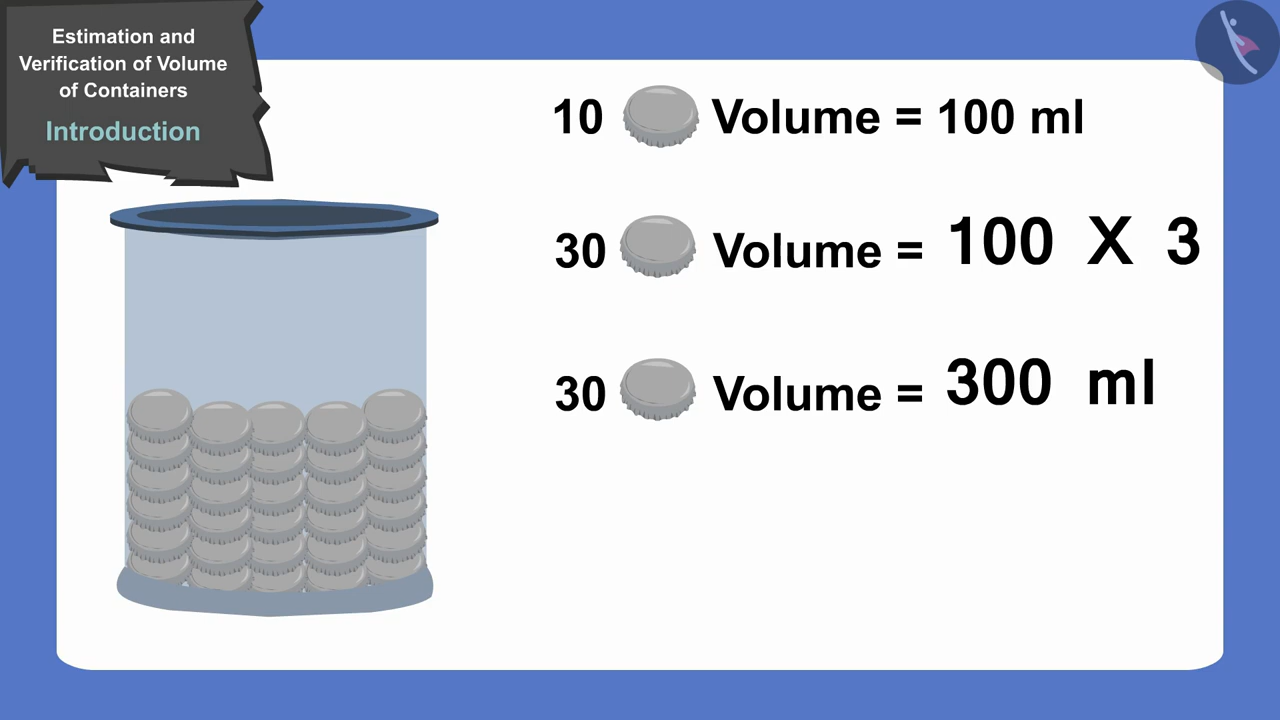 Estimation and
Verification of Volume
of Containers
Introduction
10 Volume = 100 ml
30 Volume = 100 X 3
30 Volume = 300 ml